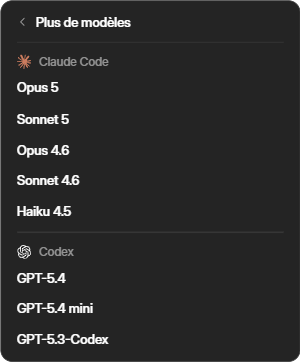 Plus de modèles
Claude Code
Opus 5
Sonnet 5
Opus 4.6
Sonnet 4.6
Haiku 4.5
Codex
GPT-5.4
GPT-5.4 mini
GPT-5.3-Codex